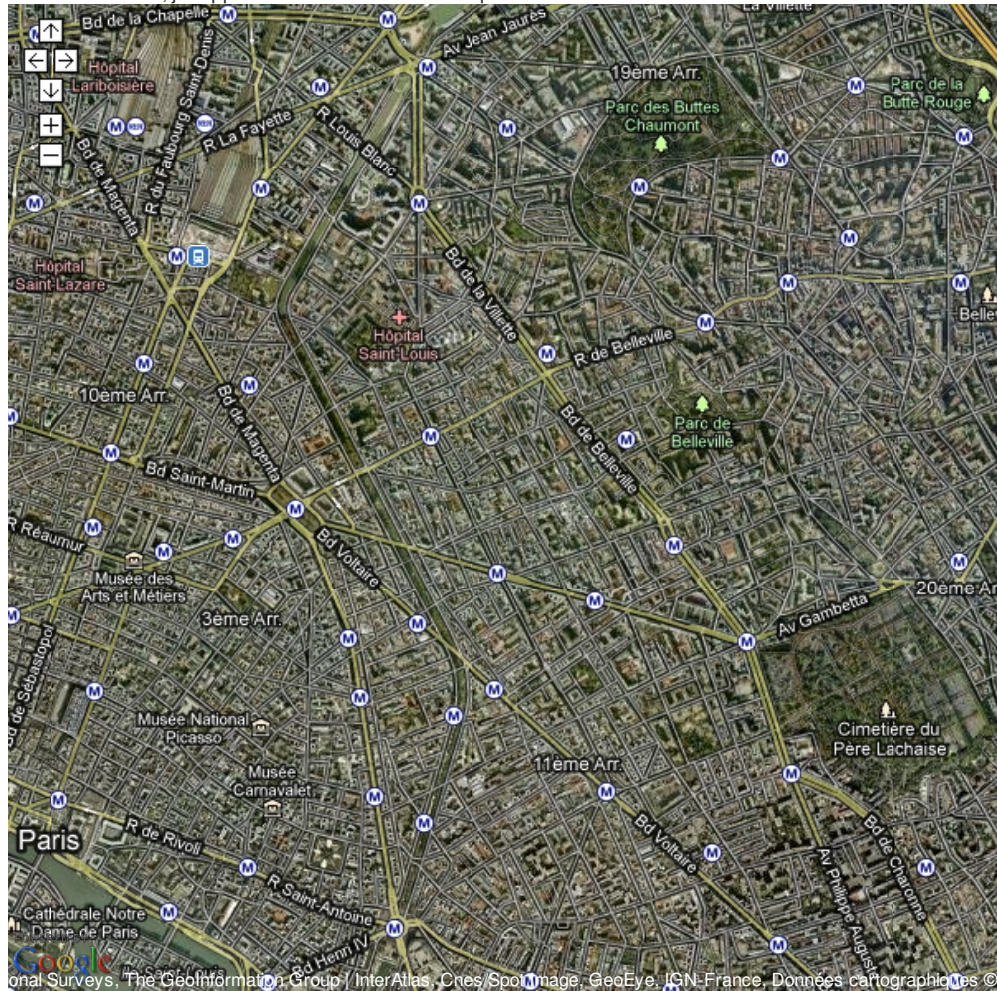 Bd de la Chapelle
La Villette
Av Jean Jaurès
Hôpital
Lariboisière
R du Faubourg Saint-Denis
19ème Arr.
Parc de la
Butte Rouge
Parc des Buttes
Chaumont
R La Fayette
R Louis Blanc
Bd de Magenta
Hôpital
Saint-Lazare
Bd de la Villette
Hôpital
Saint-Louis
R de Belleville
10ème Arr.
Bd de Magenta
Parc de
Belleville
Bd de Belleville
Bd Saint-Martin
R Réaumur
Bd Voltaire
Musée des
Arts et Métiers
3ème Arr.
Av Gambetta
Bd de Sébastopol
Musée National
Picasso
Cimetière du
Père Lachaise
11ème Arr.
Musée
Carnavalet
Paris
R de Rivoli
Bd Voltaire
Av Philippe Auguste
Bd de Charonne
R Saint-Antoine
Cathédrale Notre
Dame de Paris
Bd Henri IV
Google
onal Surveys, The GeoInformation Group / InterAtlas, Cnes/Spot Image, GeoEye, IGN-France, Données cartographiques ©